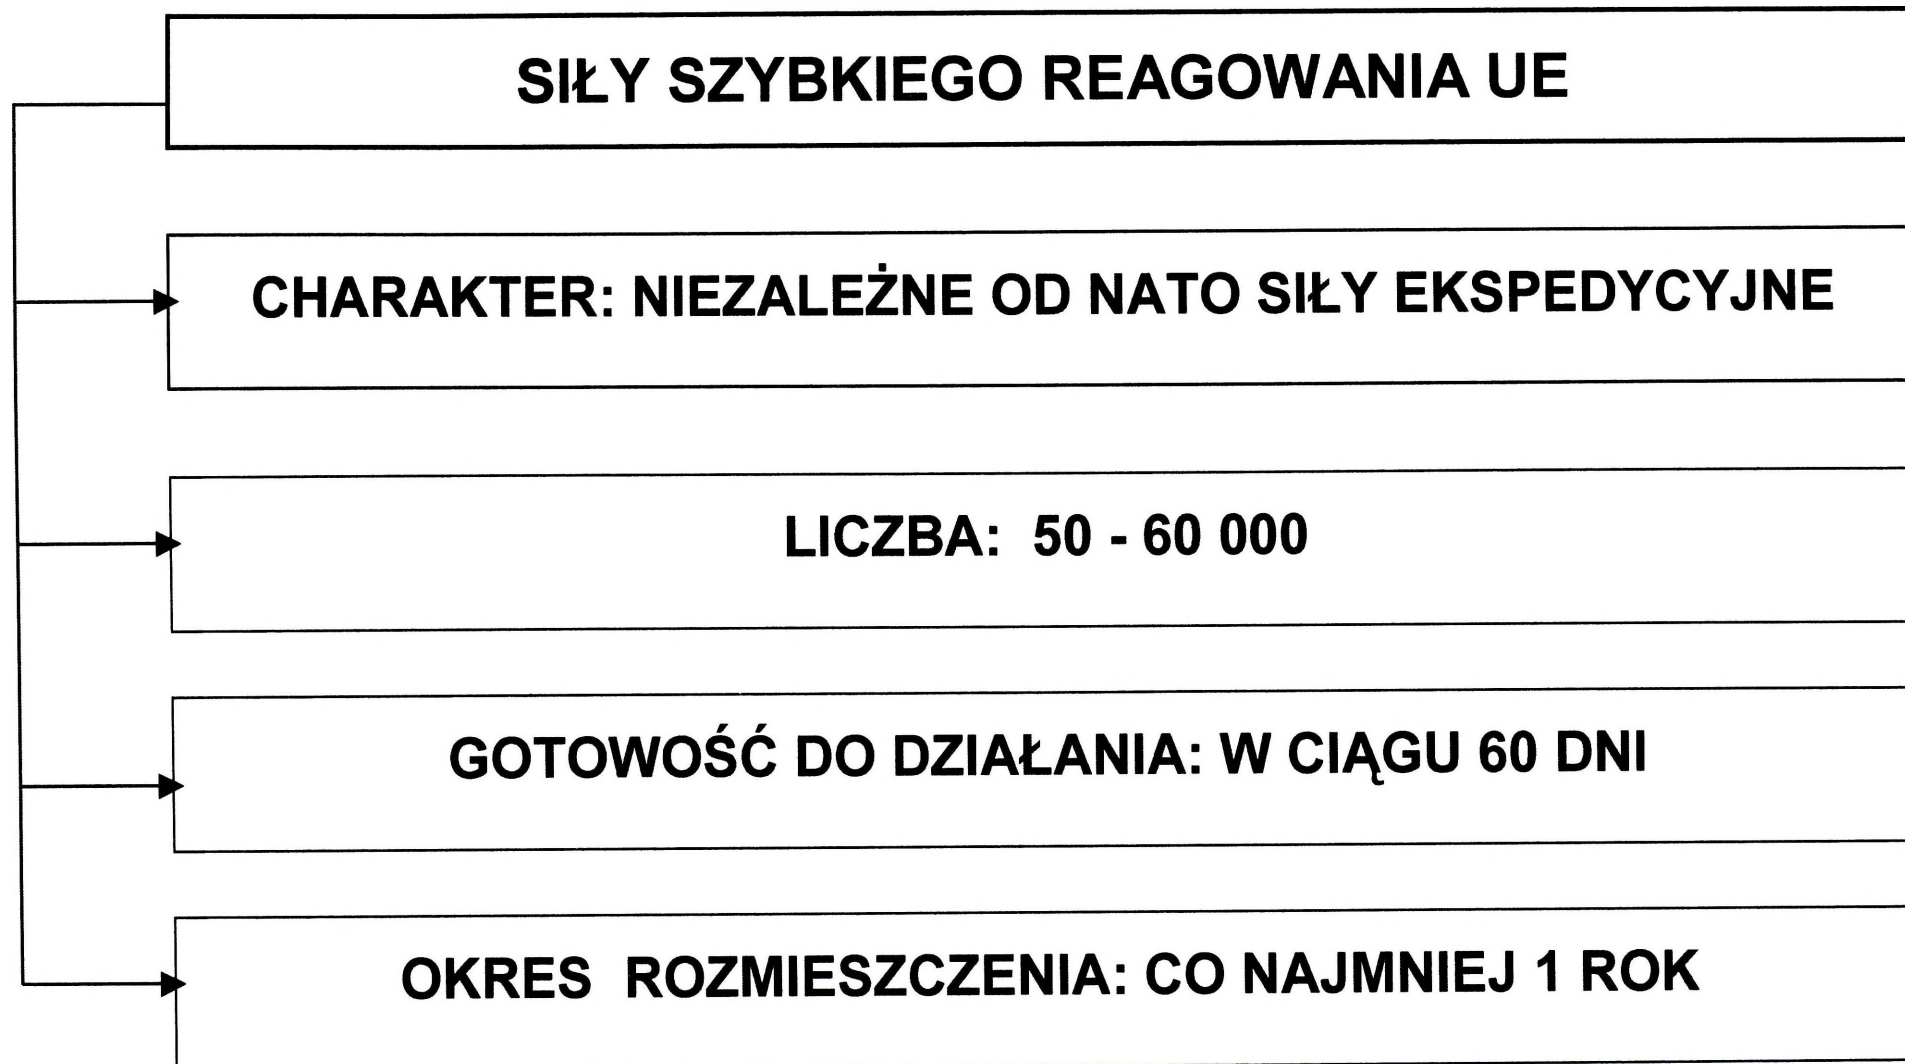 SIŁY SZYBKIEGO REAGOWANIA UE
CHARAKTER: NIEZALEŻNE OD NATO SIŁY EKSPEDYCYJNE
LICZBA: 50 - 60 000
GOTOWOŚĆ DO DZIAŁANIA: W CIĄGU 60 DNI
OKRES ROZMIESZCZENIA: CO NAJMNIEJ 1 ROK